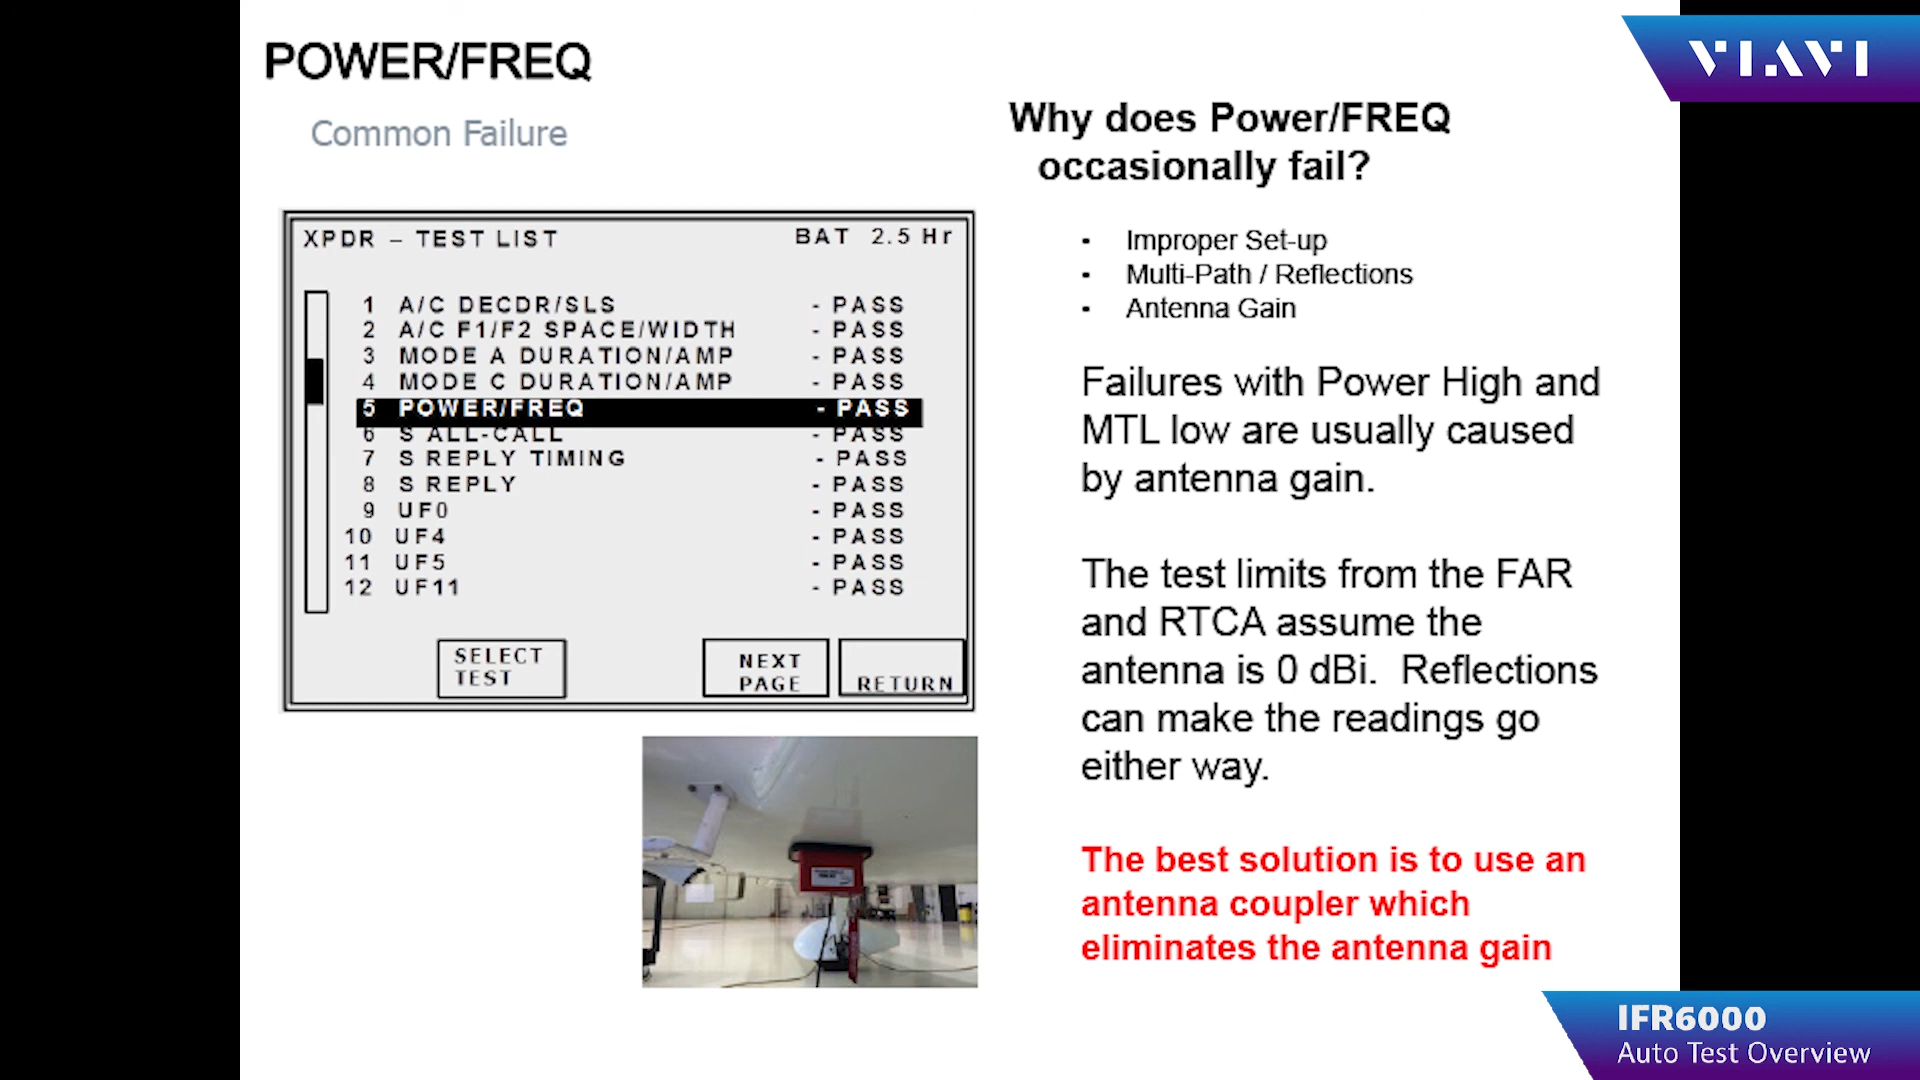 POWER/FREQ
Common Failure
VIAVI
Why does Power/FREQ
occasionally fail?
XPDR – TEST LIST BAT 2.5 Hr
1 A/C DECDR/SLS - PASS
2 A/C F1/F2 SPACE/WIDTH - PASS
3 MODE A DURATION/AMP - PASS
4 MODE C DURATION/AMP - PASS
5 POWER/FREQ - PASS
6 S ALL-CALL - PASS
7 S REPLY TIMING - PASS
8 S REPLY - PASS
9 UF0 - PASS
10 UF4 - PASS
11 UF5 - PASS
12 UF11 - PASS
SELECT
TEST
NEXT
PAGE
RETURN
• Improper Set-up
• Multi-Path / Reflections
• Antenna Gain
Failures with Power High and
MTL low are usually caused
by antenna gain.
The test limits from the FAR
and RTCA assume the
antenna is 0 dBi. Reflections
can make the readings go
either way.
The best solution is to use an
antenna coupler which
eliminates the antenna gain
IFR6000
Auto Test Overview